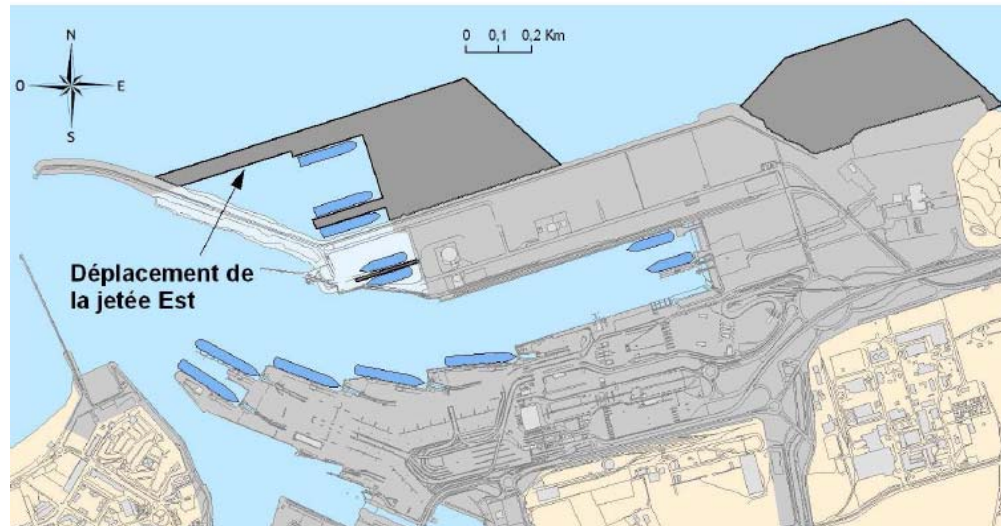 N
O E
S
0 0,1 0,2 Km
Déplacement de
la jetée Est